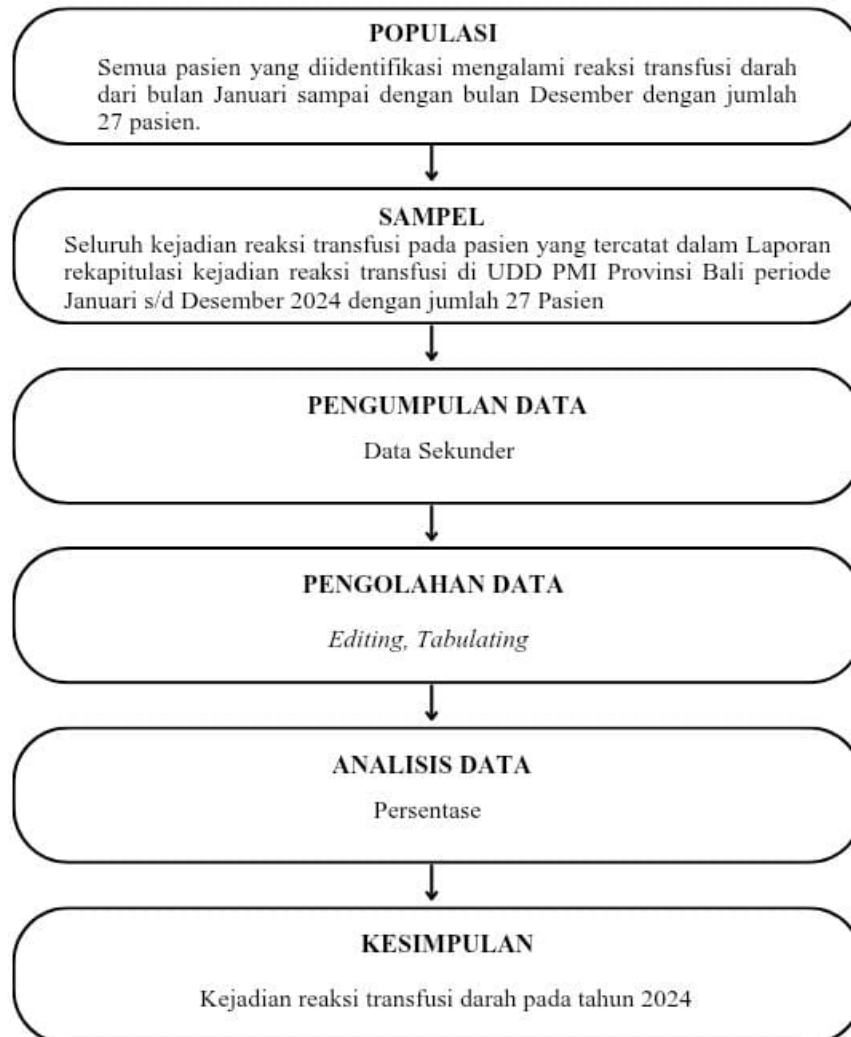 POPULASI
Semua pasien yang diidentifikasi mengalami reaksi transfusi darah
dari bulan Januari sampai dengan bulan Desember dengan jumlah
27 pasien.
SAMPEL
Seluruh kejadian reaksi transfusi pada pasien yang tercatat dalam Laporan
rekapitulasi kejadian reaksi transfusi di UDD PMI Provinsi Bali periode
Januari s/d Desember 2024 dengan jumlah 27 Pasien
PENGUMPULAN DATA
Data Sekunder
PENGOLAHAN DATA
Editing, Tabulating
ANALISIS DATA
Persentase
KESIMPULAN
Kejadian reaksi transfusi darah pada tahun 2024